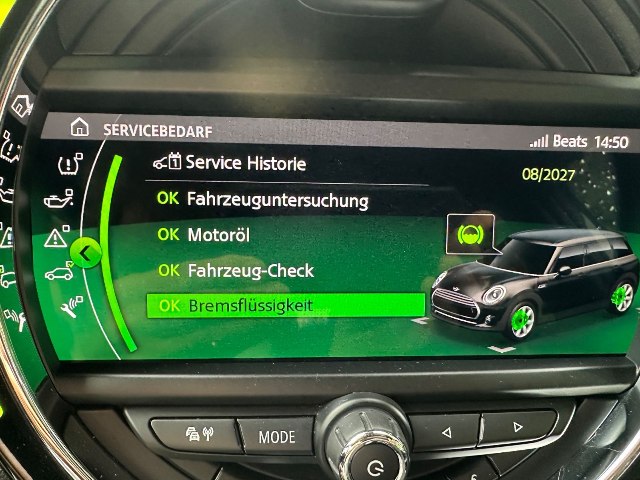 SERVICEBEDARF
Beats 14:50
Service Historie
08/2027
OK Fahrzeuguntersuchung
OK Motoröl
OK Fahrzeug-Check
OK Bremsflüssigkeit
MODE